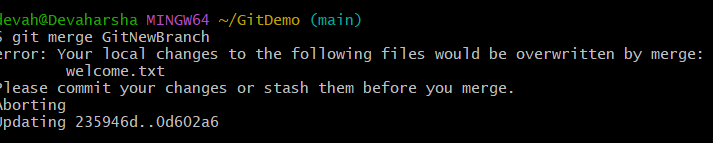 devah@Devaharsha MINGW64 ~/GitDemo (main)
$ git merge GitNewBranch
error: Your local changes to the following files would be overwritten by merge:
        welcome.txt
Please commit your changes or stash them before you merge.
Aborting
Updating 235946d..0d602a6